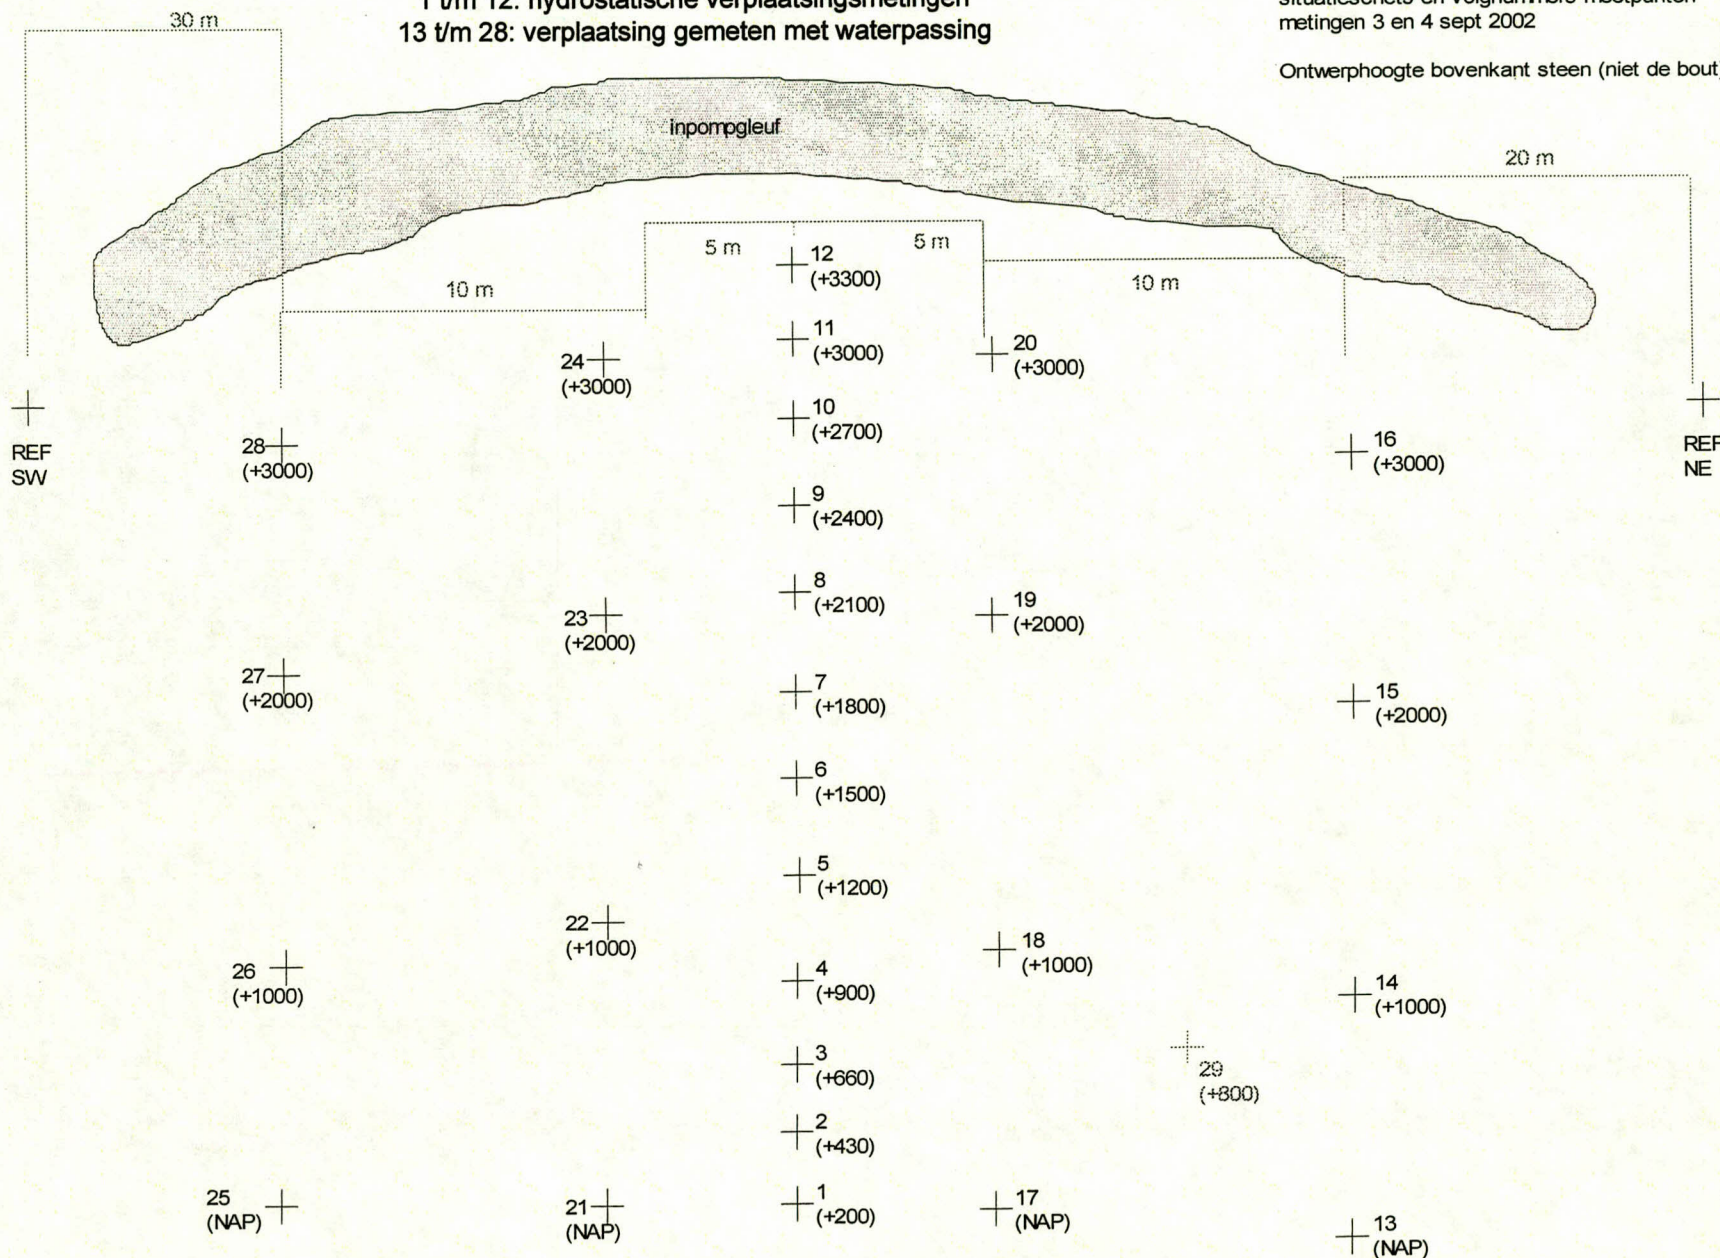 1 t/m 12: hydrostatische verplaatsingsmetingen
13 t/m 28: verplaatsing gemeten met waterpassing
situatieschets en volgnummers meetpunten
metingen 3 en 4 sept 2002
Ontwerphoogte bovenkant steen (niet de bout)
30 m
inpompgleuf
20 m
5 m
5 m
10 m
10 m
12
(+3300)
11
(+3000)
24
(+3000)
20
(+3000)
REF
SW
28
(+3000)
10
(+2700)
16
(+3000)
REF
NE
9
(+2400)
8
(+2100)
23
(+2000)
19
(+2000)
27
(+2000)
7
(+1800)
15
(+2000)
6
(+1500)
5
(+1200)
22
(+1000)
18
(+1000)
26
(+1000)
4
(+900)
14
(+1000)
3
(+660)
29
(+800)
2
(+430)
25
(NAP)
21
(NAP)
1
(+200)
17
(NAP)
13
(NAP)